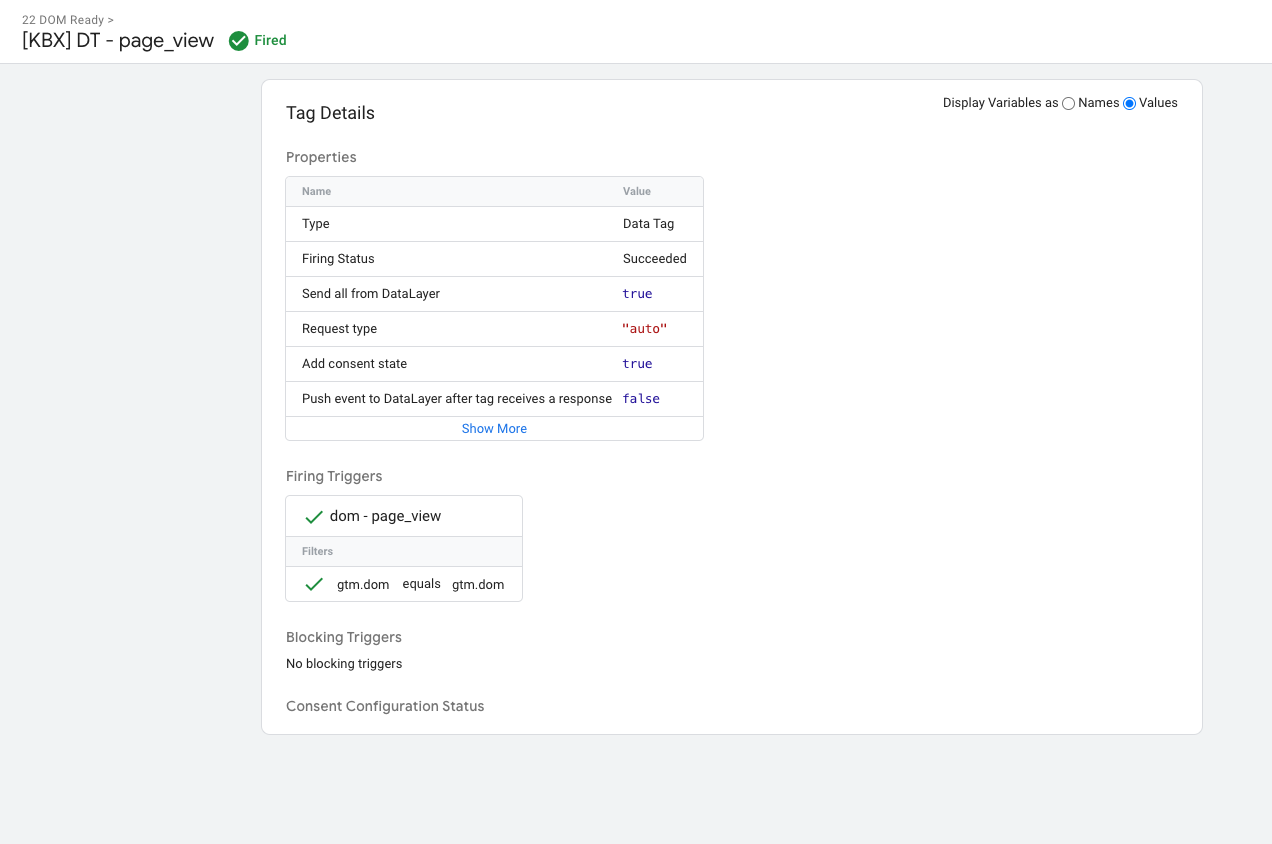 22 DOM Ready >
[KBX] DT - page_view Fired
Display Variables as Names Values
Tag Details
Properties
Name Value
Type Data Tag
Firing Status Succeeded
Send all from DataLayer true
Request type "auto"
Add consent state true
Push event to DataLayer after tag receives a response false
Show More
Firing Triggers
dom - page_view
Filters
gtm.dom equals gtm.dom
Blocking Triggers
No blocking triggers
Consent Configuration Status